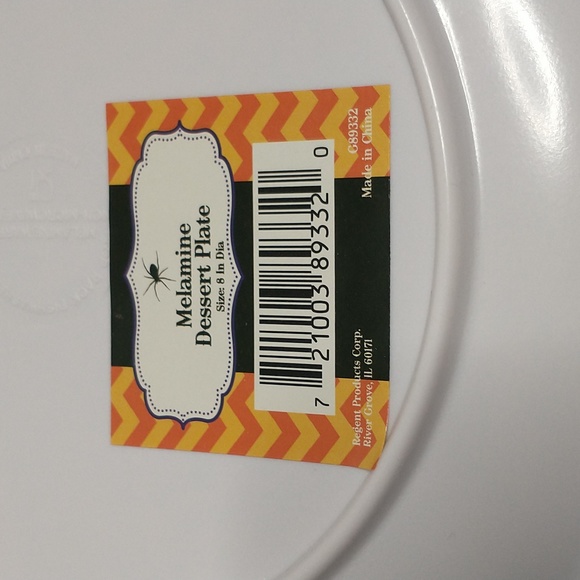 Melamine
Dessert Plate
Size: 8 In Dia
7 21003 89332 0
Regent Products Corp.
River Grove, IL 60171
G89332
Made in China